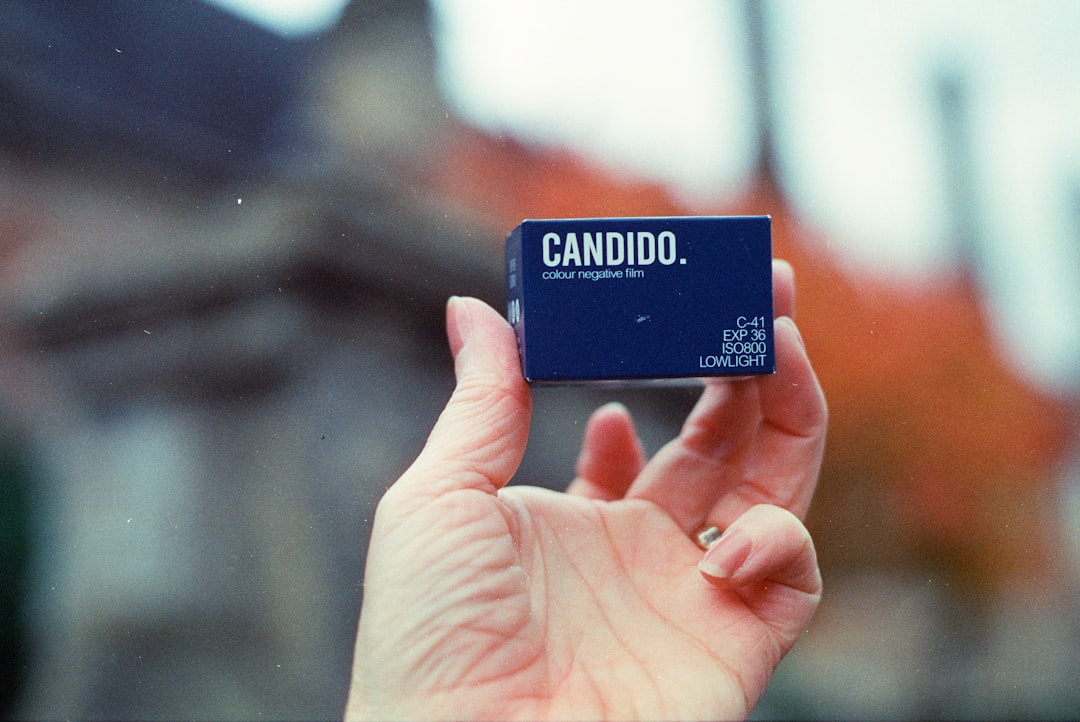 CANDIDO.
colour negative film
C-41
EXP 36
ISO800
LOWLIGHT